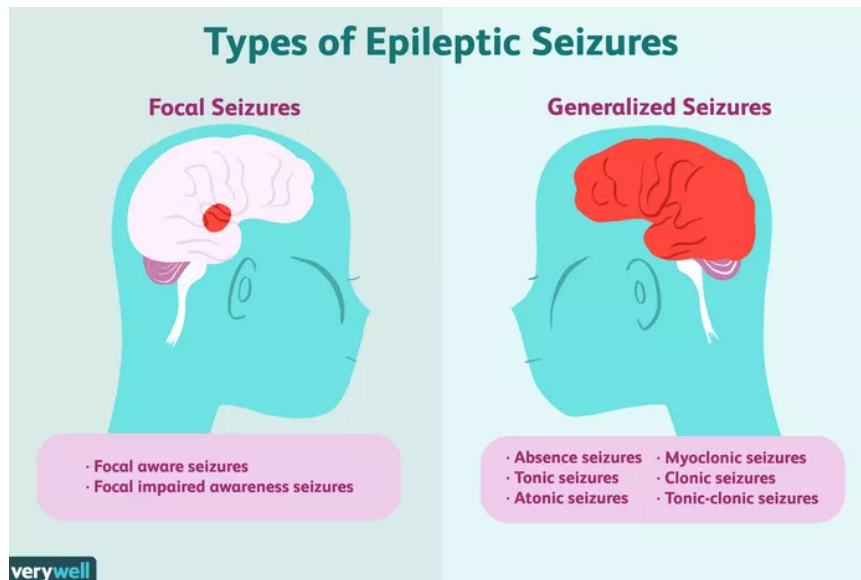 Types of Epileptic Seizures
Focal Seizures
· Focal aware seizures
· Focal impaired awareness seizures
Generalized Seizures
· Absence seizures
· Tonic seizures
· Atonic seizures
· Myoclonic seizures
· Clonic seizures
· Tonic-clonic seizures
verywell